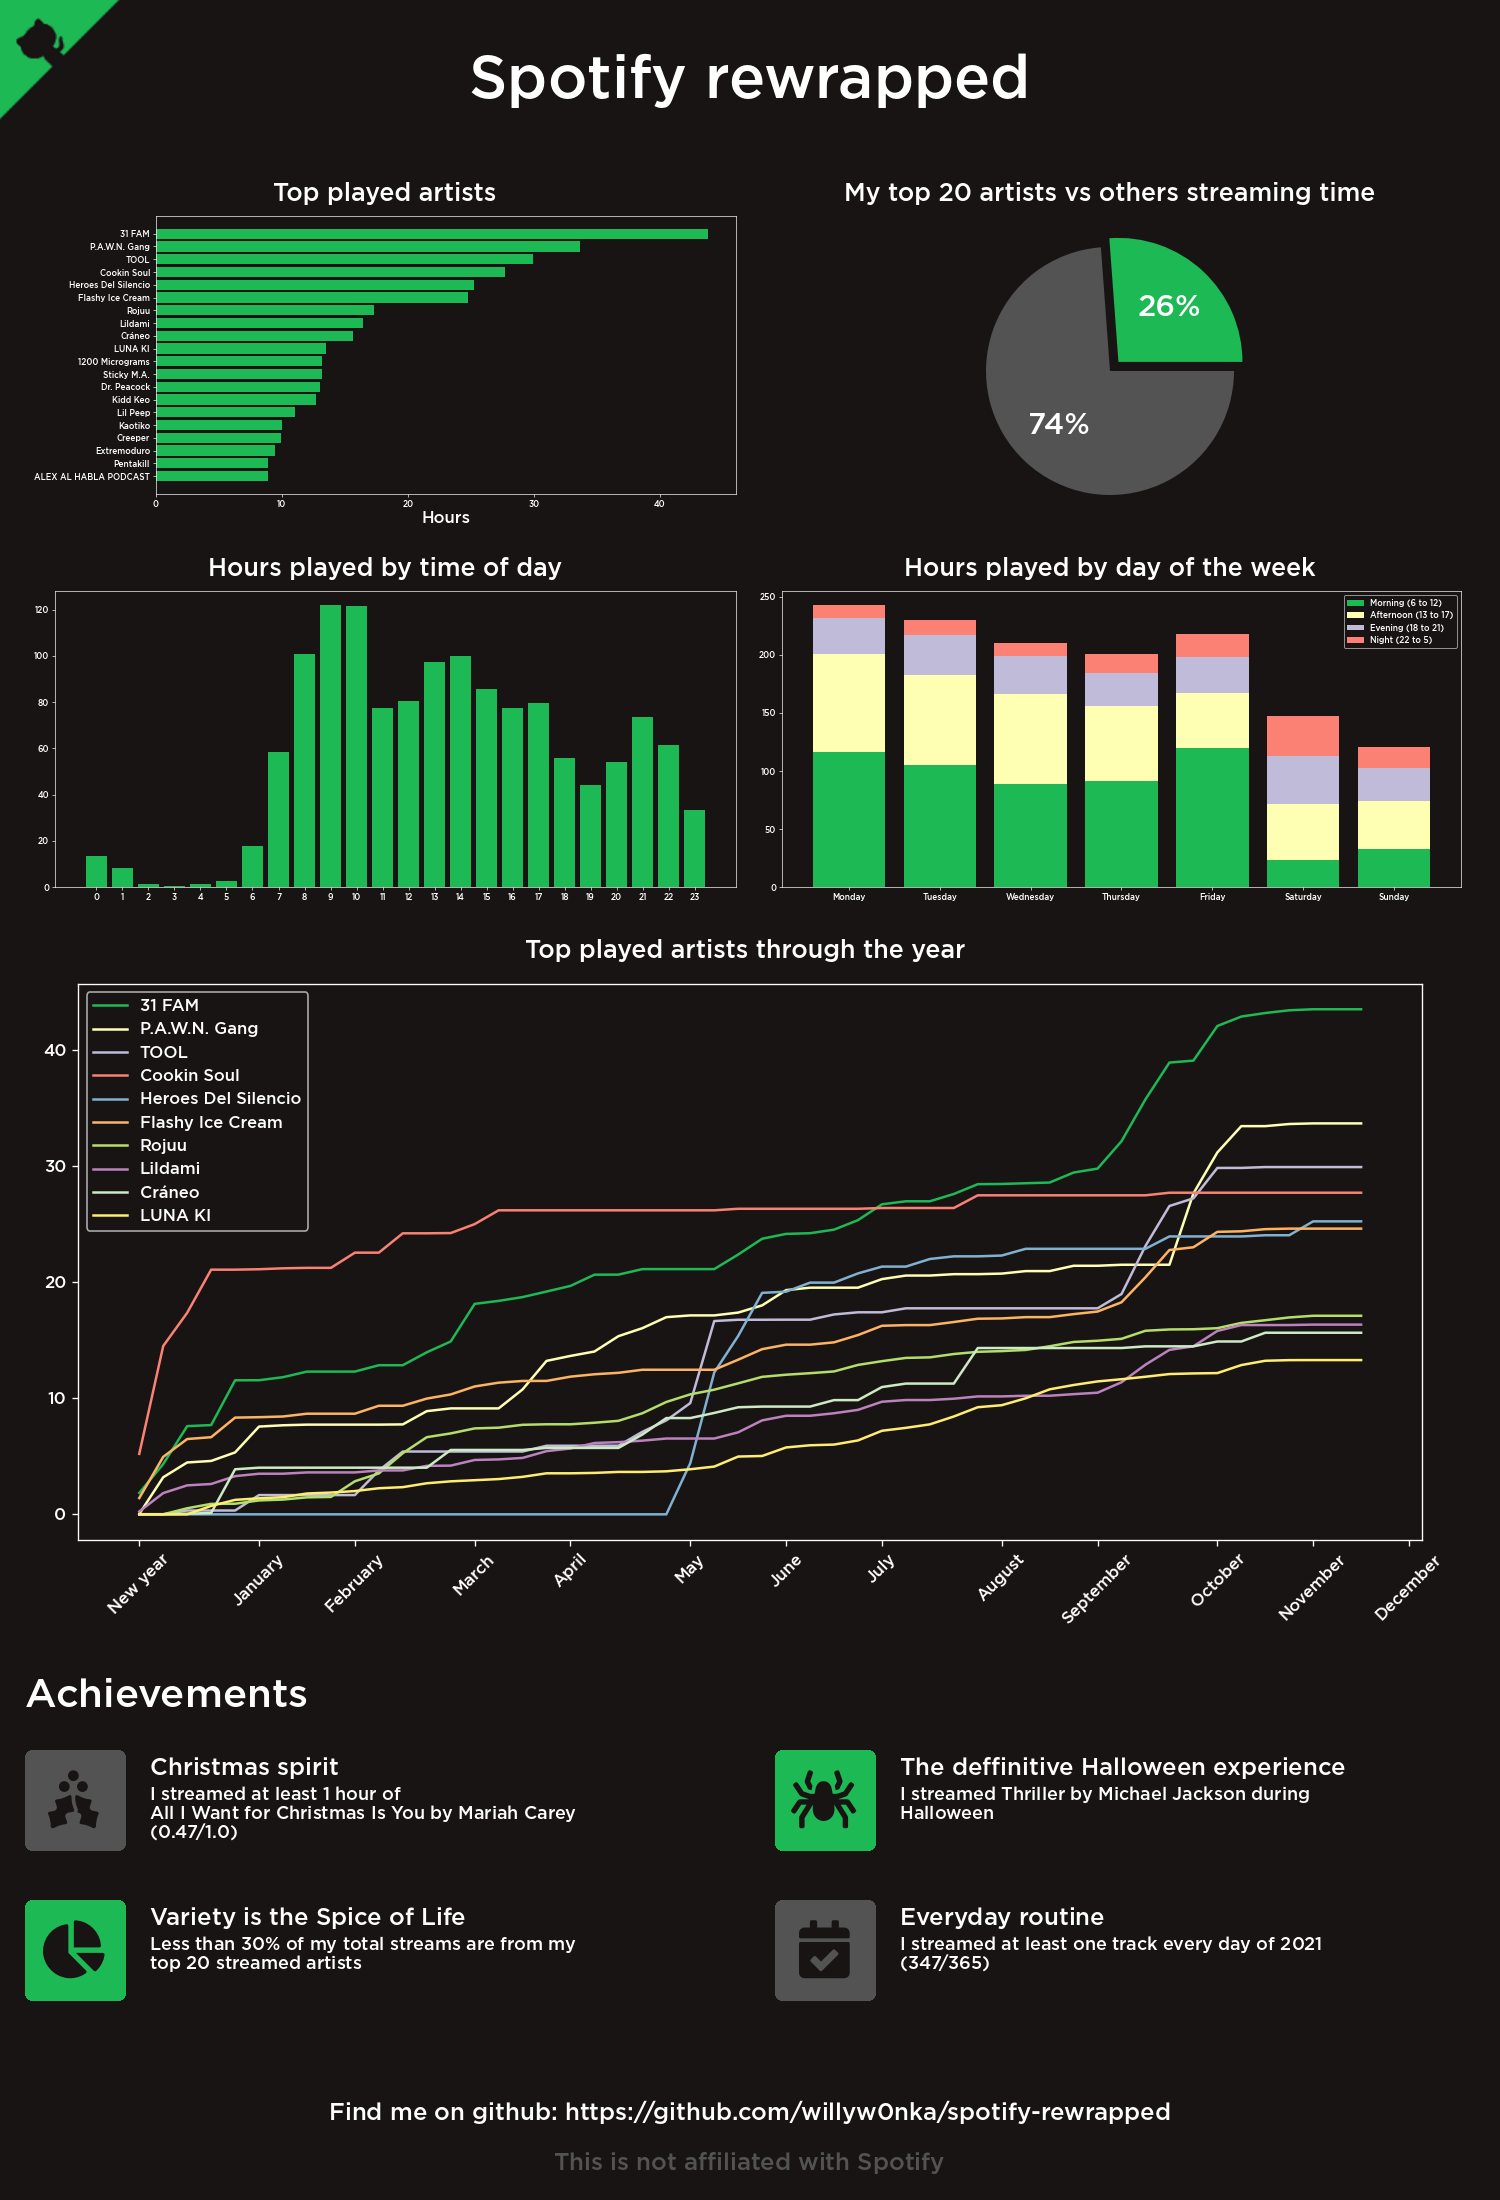 Spotify rewrapped
Top played artists
31 FAM
P.A.W.N. Gang
TOOL
Cookin Soul
Heroes Del Silencio
Flashy Ice Cream
Rojuu
Lildami
Cráneo
LUNA KI
1200 Micrograms
Sticky M.A.
Dr. Peacock
Kidd Keo
Lil Peep
Kaotiko
Creeper
Extremoduro
Pentakill
ALEX AL HABLA PODCAST
0 10 20 30 40
Hours
My top 20 artists vs others streaming time
26%
74%
Hours played by time of day
120
100
80
60
40
20
0
0 1 2 3 4 5 6 7 8 9 10 11 12 13 14 15 16 17 18 19 20 21 22 23
Hours played by day of the week
250
200
150
100
50
0
Morning (6 to 12)
Afternoon (13 to 17)
Evening (18 to 21)
Night (22 to 5)
Monday Tuesday Wednesday Thursday Friday Saturday Sunday
Top played artists through the year
31 FAM
P.A.W.N. Gang
TOOL
Cookin Soul
Heroes Del Silencio
Flashy Ice Cream
Rojuu
Lildami
Cráneo
LUNA KI
40
30
20
10
0
New year January February March April May June July August September October November December
Achievements
Christmas spirit
I streamed at least 1 hour of
All I Want for Christmas Is You by Mariah Carey
(0.47/1.0)
The deffinitive Halloween experience
I streamed Thriller by Michael Jackson during
Halloween
Variety is the Spice of Life
Less than 30% of my total streams are from my
top 20 streamed artists
Everyday routine
I streamed at least one track every day of 2021
(347/365)
Find me on github: https://github.com/willyw0nka/spotify-rewrapped
This is not affiliated with Spotify